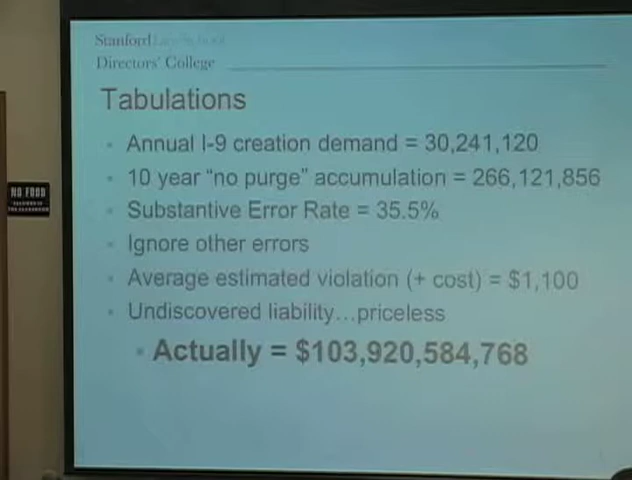 Stanford Law School
Directors' College
Tabulations
Annual I-9 creation demand = 30,241,120
10 year "no purge" accumulation = 266,121,856
NO FOOD
Substantive Error Rate = 35.5%
Ignore other errors
Average estimated violation (+ cost) = $1,100
Undiscovered liability…priceless
Actually = $103,920,584,768